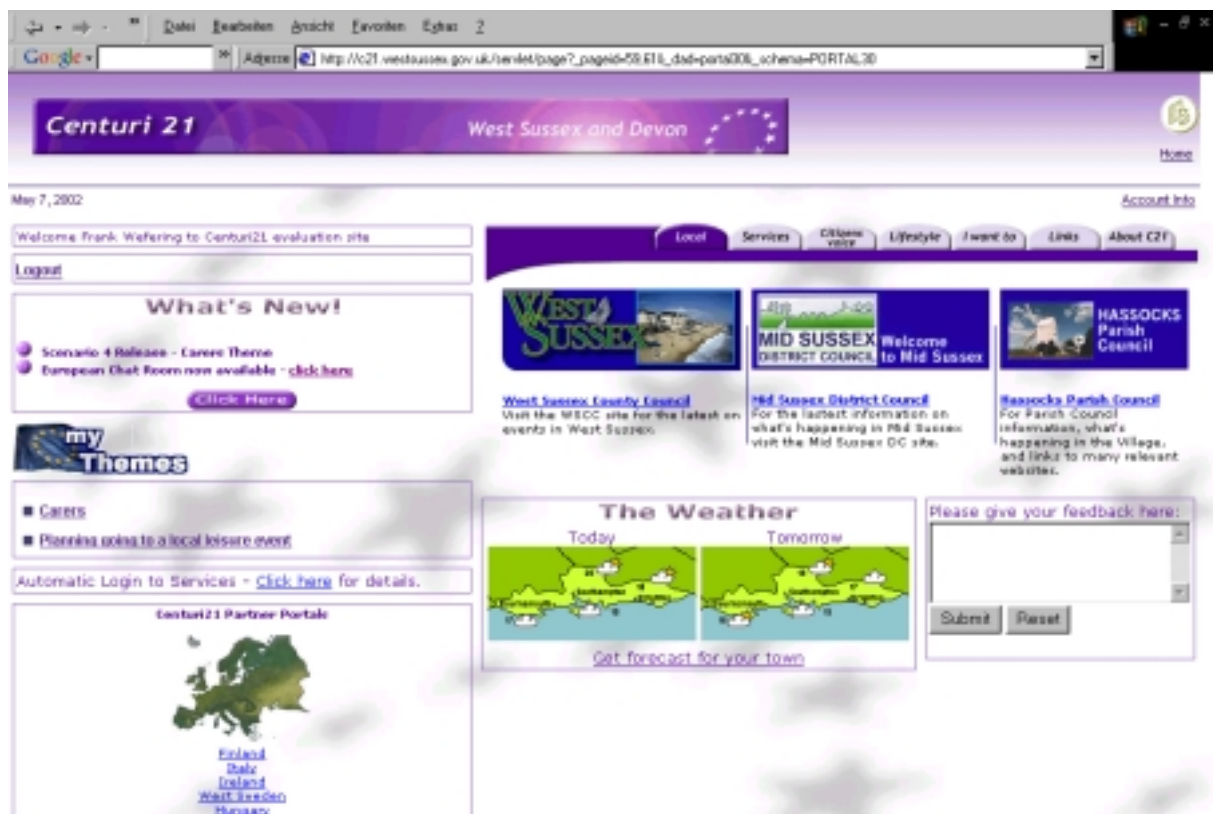 Datei Bearbeiten Ansicht Favoriten Extras ?
Google
Adresse http://c21.westsussex.gov.uk/servlet/page?_pageid=59,61&_dad=portal30&_schema=PORTAL30
Centuri 21
West Sussex and Devon
Home
May 7, 2002
Account Info
Welcome Frank Wefering to Centuri21 evaluation site
Local Services Citizens voice Lifestyle I want to Links About C21
Logout
What's New!
Scenario 4 Release - Carers Theme
European Chat Room now available - click here
Click Here
WEST SUSSEX
MID SUSSEX
DISTRICT COUNCIL
Welcome
to Mid Sussex
HASSOCKS
Parish
Council
West Sussex County Council
Visit the WSCC site for the latest on
events in West Sussex.
Mid Sussex District Council
For the lastest information on
what's happening in Mid Sussex
visit the Mid Sussex DC site.
Hassocks Parish Council
For Parish Council
information, what's
happening in the Village,
and links to many relevant
websites.
my
Themes
Carers
Planning going to a local leisure event
Automatic Login to Services - Click here for details.
The Weather
Today Tomorrow
Southampton
Southampton
Get forecast for your town
Please give your feedback here:
Submit Reset
Centuri21 Partner Portals
Finland
Italy
Ireland
West Sweden
Hungary